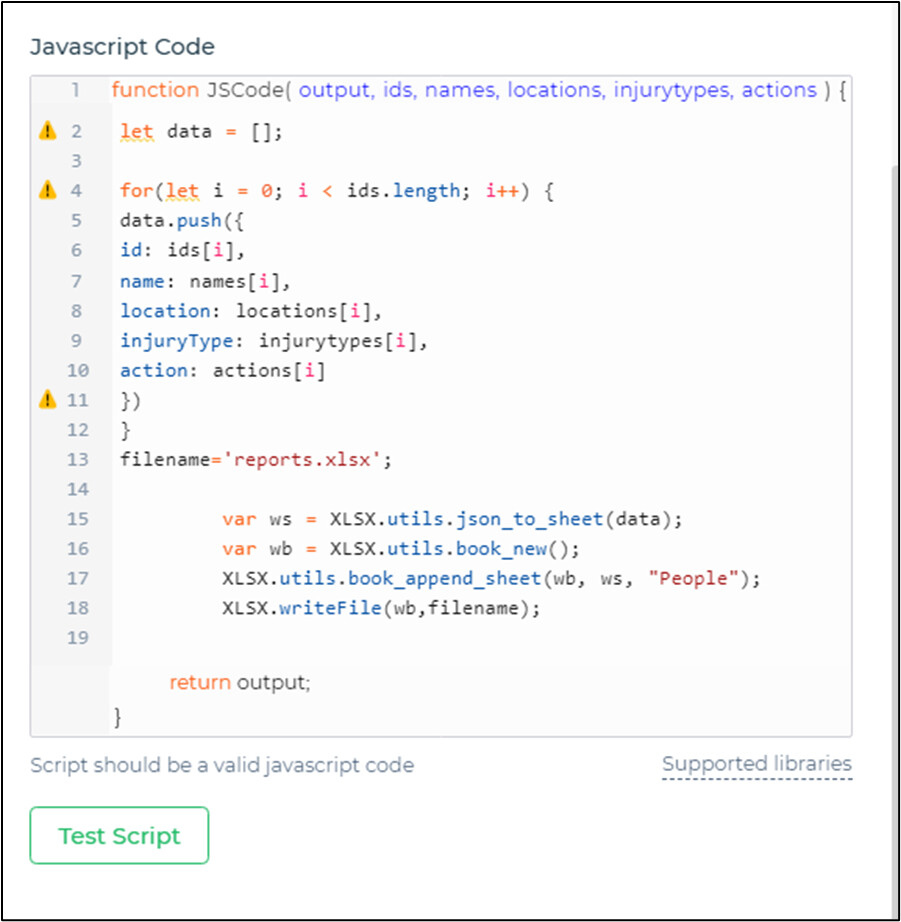 Javascript Code
1 function JSCode( output, ids, names, locations, injurytypes, actions ) {
2 let data = [];
3
4 for(let i = 0; i < ids.length; i++) {
5 data.push({
6 id: ids[i],
7 name: names[i],
8 location: locations[i],
9 injuryType: injurytypes[i],
10 action: actions[i]
11 })
12 }
13 filename='reports.xlsx';
14
15 var ws = XLSX.utils.json_to_sheet(data);
16 var wb = XLSX.utils.book_new();
17 XLSX.utils.book_append_sheet(wb, ws, "People");
18 XLSX.writeFile(wb,filename);
19
return output;
}
Script should be a valid javascript code Supported libraries
Test Script